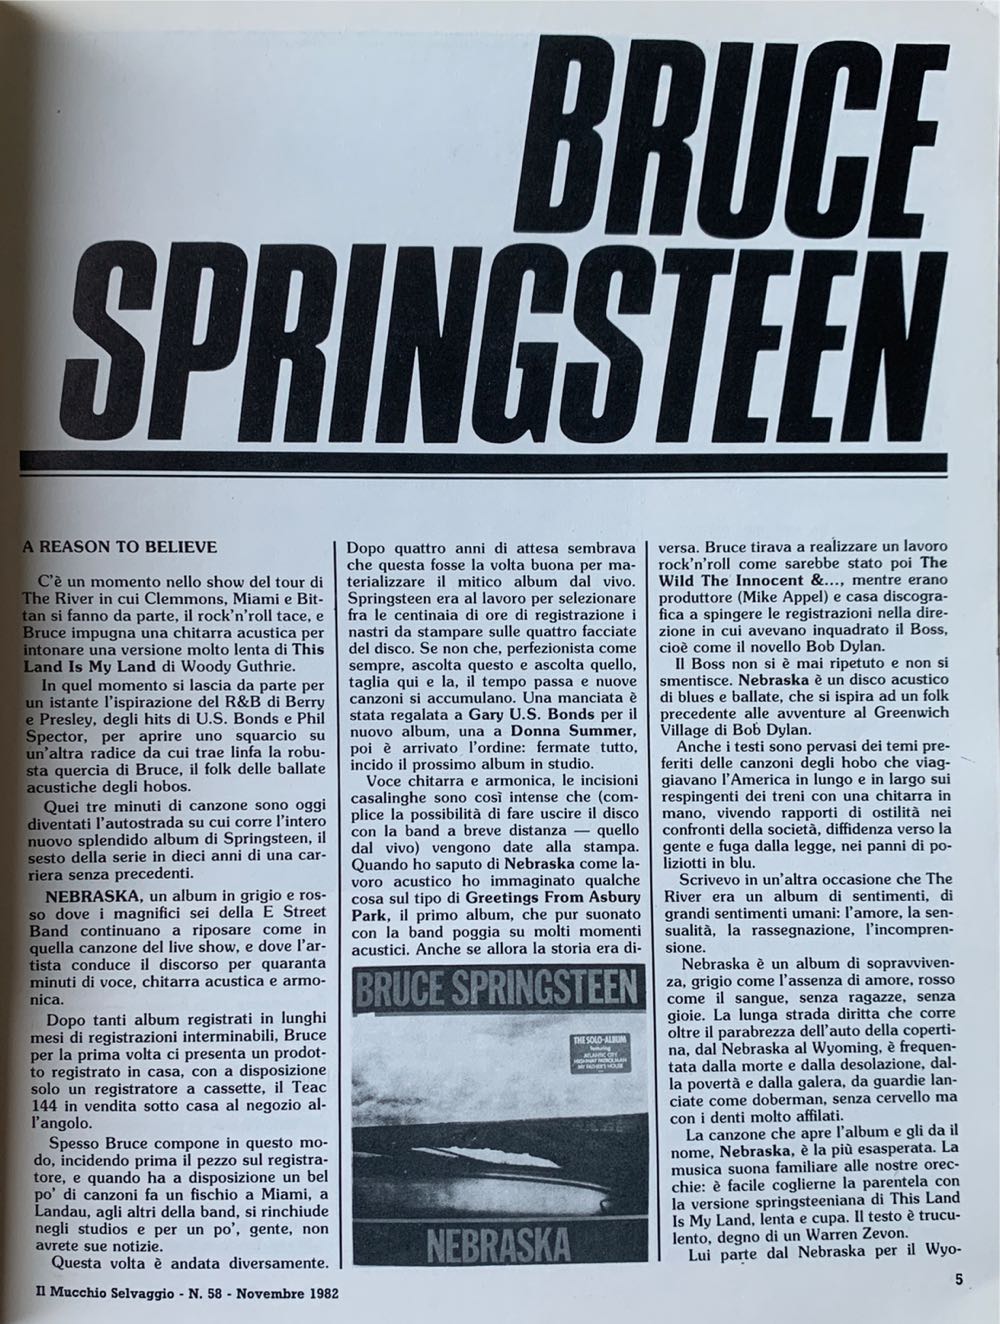 BRUCE
SPRINGSTEEN
A REASON TO BELIEVE
C'è un momento nello show del tour di
The River in cui Clemmons, Miami e Bit-
tan si fanno da parte, il rock'n'roll tace, e
Bruce impugna una chitarra acustica per
intonare una versione molto lenta di This
Land Is My Land di Woody Guthrie.
In quel momento si lascia da parte per
un istante l'ispirazione del R&B di Berry
e Presley, degli hits di U.S. Bonds e Phil
Spector, per aprire uno squarcio su
un'altra radice da cui trae linfa la robu-
sta quercia di Bruce, il folk delle ballate
acustiche degli hobos.
Quei tre minuti di canzone sono oggi
diventati l'autostrada su cui corre l'intero
nuovo splendido album di Springsteen, il
sesto della serie in dieci anni di una car-
riera senza precedenti.
NEBRASKA, un album in grigio e ros-
so dove i magnifici sei della E Street
Band continuano a riposare come in
quella canzone del live show, e dove l'ar-
tista conduce il discorso per quaranta
minuti di voce, chitarra acustica e armo-
nica.
Dopo tanti album registrati in lunghi
mesi di registrazioni interminabili, Bruce
per la prima volta ci presenta un prodot-
to registrato in casa, con a disposizione
solo un registratore a cassette, il Teac
144 in vendita sotto casa al negozio al-
l'angolo.
Spesso Bruce compone in questo mo-
do, incidendo prima il pezzo sul registra-
tore, e quando ha a disposizione un bel
po' di canzoni fa un fischio a Miami, a
Landau, agli altri della band, si rinchiude
negli studios e per un po', gente, non
avrete sue notizie.
Questa volta è andata diversamente.
Dopo quattro anni di attesa sembrava
che questa fosse la volta buona per ma-
terializzare il mitico album dal vivo.
Springsteen era al lavoro per selezionare
fra le centinaia di ore di registrazione i
nastri da stampare sulle quattro facciate
del disco. Se non che, perfezionista come
sempre, ascolta questo e ascolta quello,
taglia qui e la, il tempo passa e nuove
canzoni si accumulano. Una manciata è
stata regalata a Gary U.S. Bonds per il
nuovo album, una a Donna Summer,
poi è arrivato l'ordine: fermate tutto,
incido il prossimo album in studio.
Voce chitarra e armonica, le incisioni
casalinghe sono così intense che (com-
plice la possibilità di fare uscire il disco
con la band a breve distanza — quello
dal vivo) vengono date alla stampa.
Quando ho saputo di Nebraska come la-
voro acustico ho immaginato qualche
cosa sul tipo di Greetings From Asbury
Park, il primo album, che pur suonato
con la band poggia su molti momenti
acustici. Anche se allora la storia era di-
BRUCE SPRINGSTEEN
THE SOLO-ALBUM
featuring
ATLANTIC CITY
HIGHWAY PATROLMAN
MY FATHER'S HOUSE
NEBRASKA
versa. Bruce tirava a realizzare un lavoro
rock'n'roll come sarebbe stato poi The
Wild The Innocent &..., mentre erano
produttore (Mike Appel) e casa discogra-
fica a spingere le registrazioni nella dire-
zione in cui avevano inquadrato il Boss,
cioè come il novello Bob Dylan.
Il Boss non si è mai ripetuto e non si
smentisce. Nebraska è un disco acustico
di blues e ballate, che si ispira ad un folk
precedente alle avventure al Greenwich
Village di Bob Dylan.
Anche i testi sono pervasi dei temi pre-
feriti delle canzoni degli hobo che viag-
giavano l'America in lungo e in largo sui
respingenti dei treni con una chitarra in
mano, vivendo rapporti di ostilità nei
confronti della società, diffidenza verso la
gente e fuga dalla legge, nei panni di po-
liziotti in blu.
Scrivevo in un'altra occasione che The
River era un album di sentimenti, di
grandi sentimenti umani: l'amore, la sen-
sualità, la rassegnazione, l'incompren-
sione.
Nebraska è un album di sopravviven-
za, grigio come l'assenza di amore, rosso
come il sangue, senza ragazze, senza
gioie. La lunga strada diritta che corre
oltre il parabrezza dell'auto della coperti-
na, dal Nebraska al Wyoming, è frequen-
tata dalla morte e dalla desolazione, dal-
la povertà e dalla galera, da guardie lan-
ciate come doberman, senza cervello ma
con i denti molto affilati.
La canzone che apre l'album e gli da il
nome, Nebraska, è la più esasperata. La
musica suona familiare alle nostre orec-
chie: è facile coglierne la parentela con
la versione springsteeniana di This Land
Is My Land, lenta e cupa. Il testo è trucu-
lento, degno di un Warren Zevon.
Lui parte dal Nebraska per il Wyo-
Il Mucchio Selvaggio - N. 58 - Novembre 1982
5